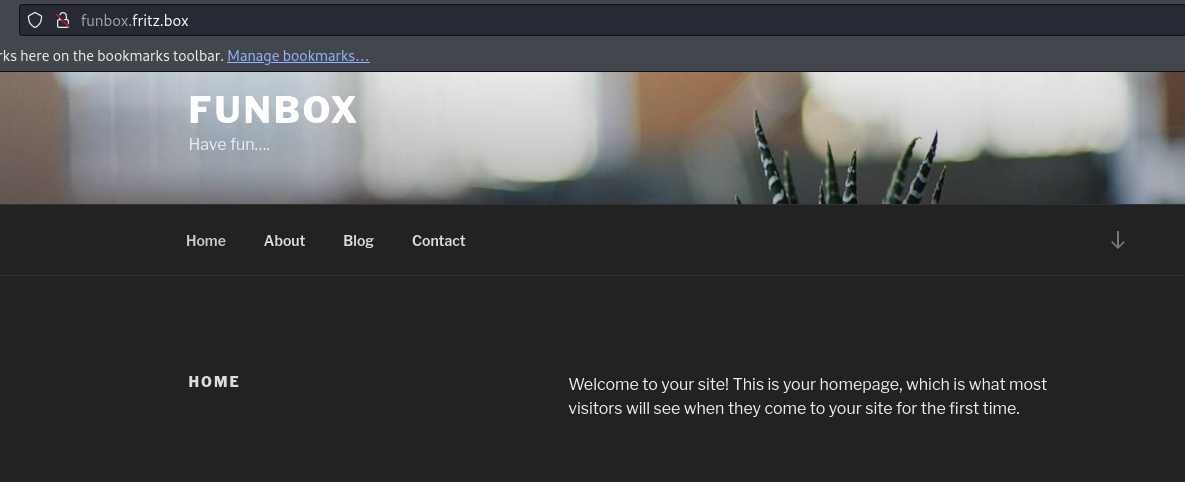 funbox.fritz.box
rks here on the bookmarks toolbar. Manage bookmarks...
FUNBOX
Have fun....
Home About Blog Contact
HOME
Welcome to your site! This is your homepage, which is what most
visitors will see when they come to your site for the first time.